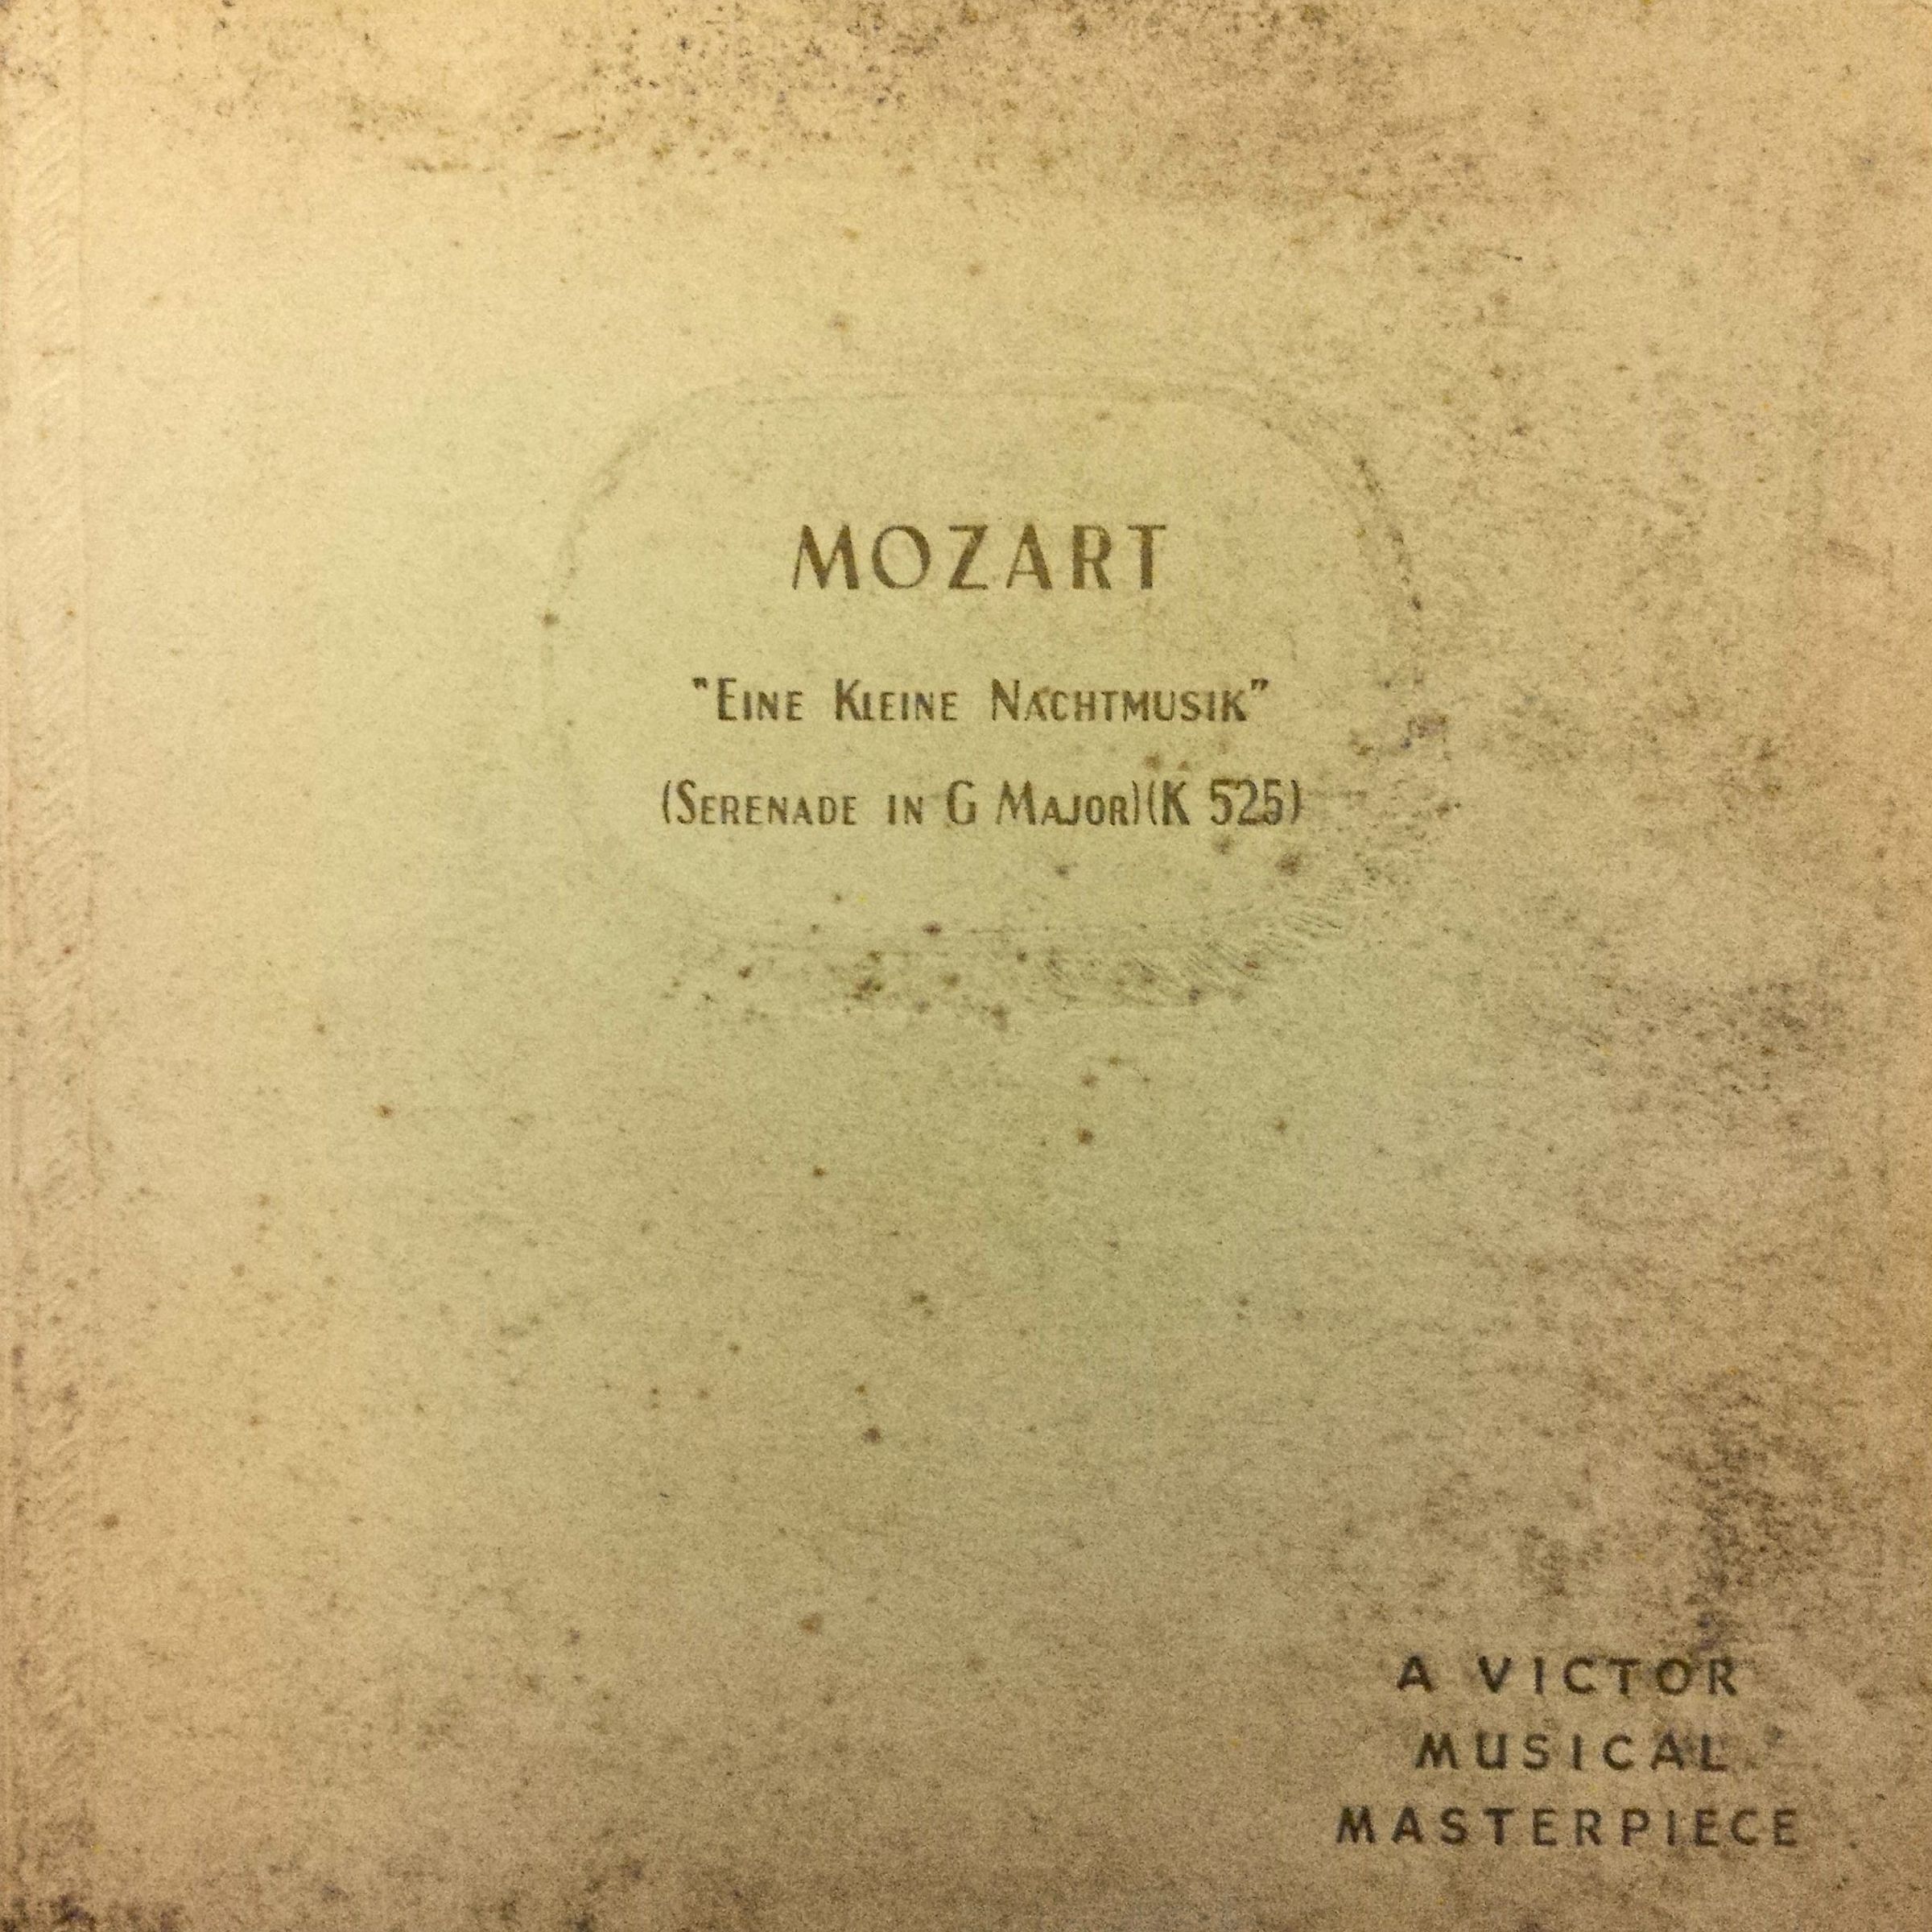 MOZART
"EINE KLEINE NACHTMUSIK"
(SERENADE IN G MAJOR)(K 525)
A VICTOR
MUSICAL
MASTERPIECE